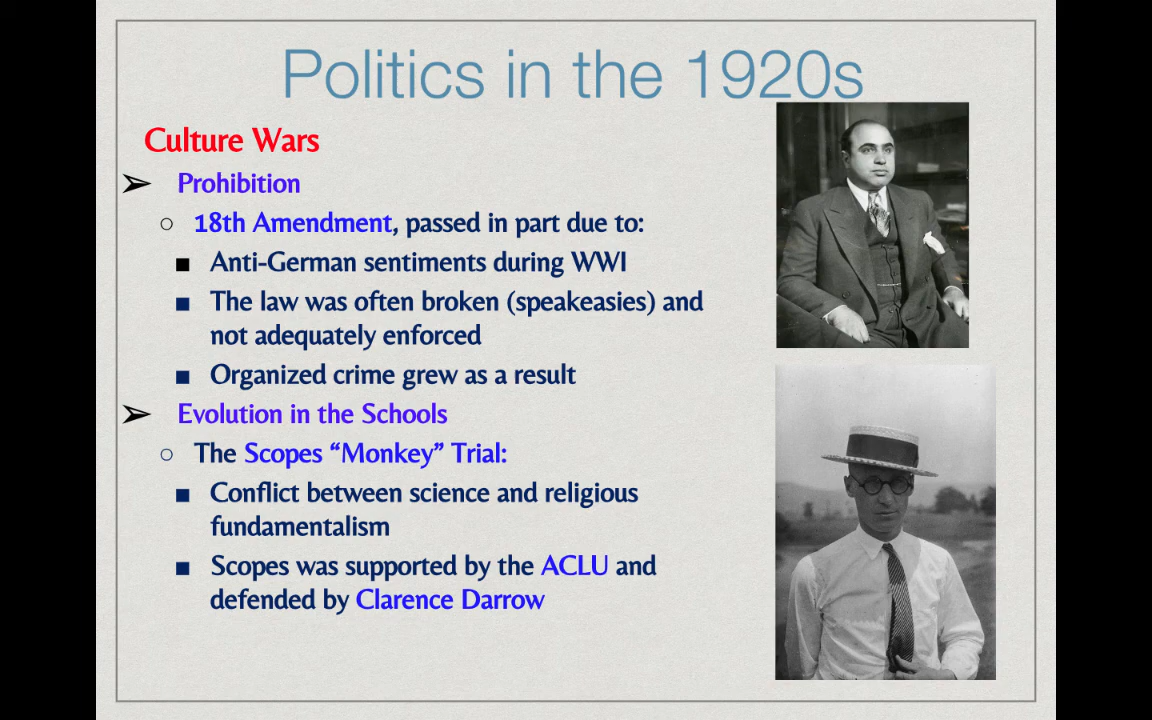 Politics in the 1920s
Culture Wars
➢ Prohibition
○ 18th Amendment, passed in part due to:
■ Anti-German sentiments during WWI
■ The law was often broken (speakeasies) and
not adequately enforced
■ Organized crime grew as a result
➢ Evolution in the Schools
○ The Scopes “Monkey” Trial:
■ Conflict between science and religious
fundamentalism
■ Scopes was supported by the ACLU and
defended by Clarence Darrow